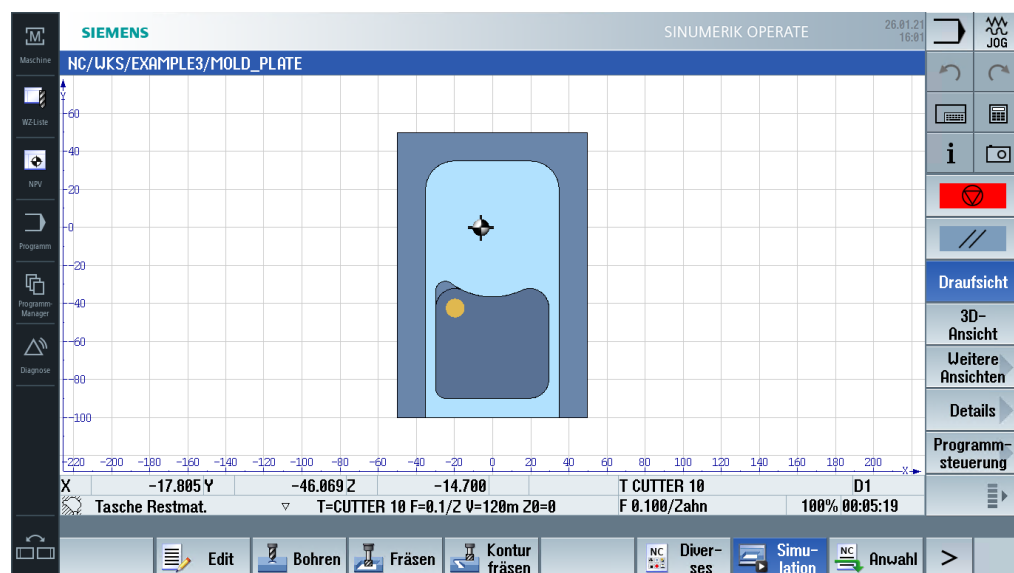 SIEMENS
SINUMERIK OPERATE
26.01.21
16:01
JOG
M
Maschine
NC/WKS/EXAMPLE3/MOLD_PLATE
WZ-Liste
NPV
Programm
Programm-
Manager
Diagnose
Y
60
40
20
0
-20
-40
-60
-80
-100
-220 -200 -180 -160 -140 -120 -100 -80 -60 -40 -20 0 20 40 60 80 100 120 140 160 180 200 X
i
Draufsicht
3D-
Ansicht
Weitere
Ansichten
Details
Programm-
steuerung
X -17.805 Y -46.069 Z -14.700 T CUTTER 10 D1
Tasche Restmat. ▽ T=CUTTER 10 F=0.1/Z V=120m Z0=0 F 0.100/Zahn 100% 00:05:19
Edit
Bohren
Fräsen
Kontur
fräsen
NC
Diver-
ses
Simu-
lation
NC
Anwahl
>